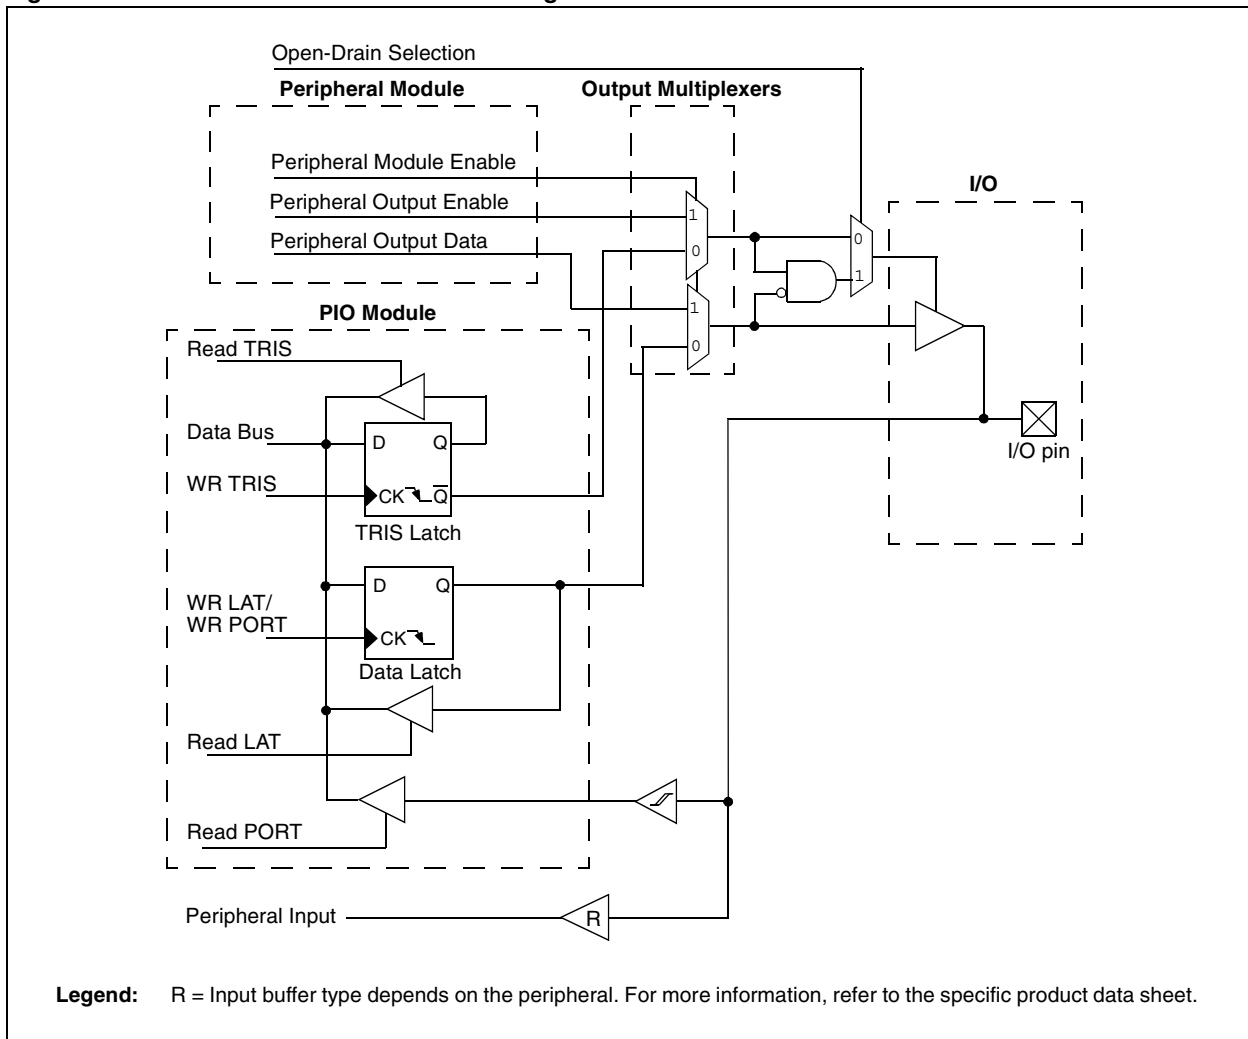 Open-Drain Selection
Peripheral Module
Output Multiplexers
Peripheral Module Enable
I/O
Peripheral Output Enable
1
Peripheral Output Data
0
0
1
1
PIO Module
0
Read TRIS
Data Bus
D
Q
I/O pin
WR TRIS
CK
Q
TRIS Latch
D
Q
WR LAT/
WR PORT
CK
Data Latch
Read LAT
Read PORT
Peripheral Input
R
Legend: R = Input buffer type depends on the peripheral. For more information, refer to the specific product data sheet.